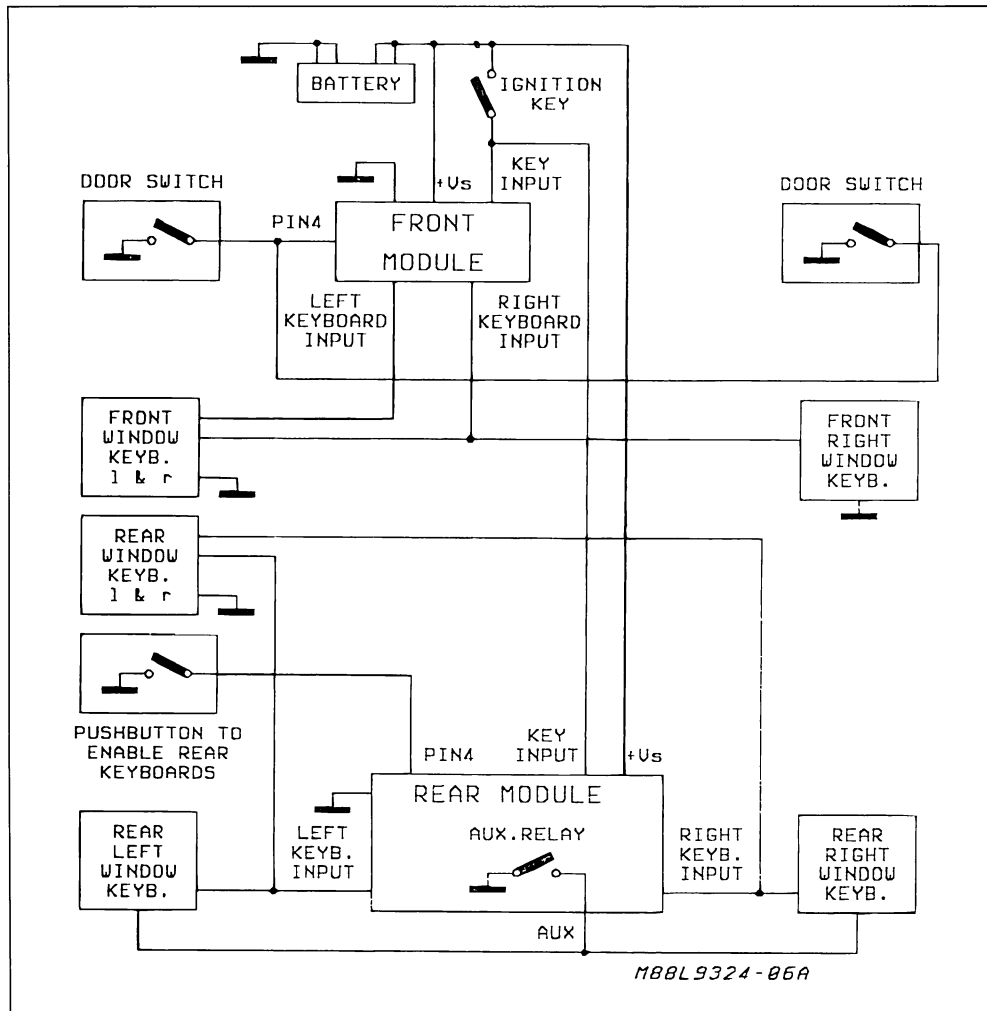 BATTERY
IGNITION
KEY
DOOR SWITCH
+Vs
KEY
INPUT
DOOR SWITCH
PIN4
FRONT
MODULE
LEFT
KEYBOARD
INPUT
RIGHT
KEYBOARD
INPUT
FRONT
WINDOW
KEYB.
l & r
FRONT
RIGHT
WINDOW
KEYB.
REAR
WINDOW
KEYB.
l & r
PUSHBUTTON TO
ENABLE REAR
KEYBOARDS
PIN4
KEY
INPUT
+Vs
REAR MODULE
AUX.RELAY
REAR
LEFT
WINDOW
KEYB.
LEFT
KEYB.
INPUT
RIGHT
KEYB.
INPUT
REAR
RIGHT
WINDOW
KEYB.
AUX
M88L9324-06A